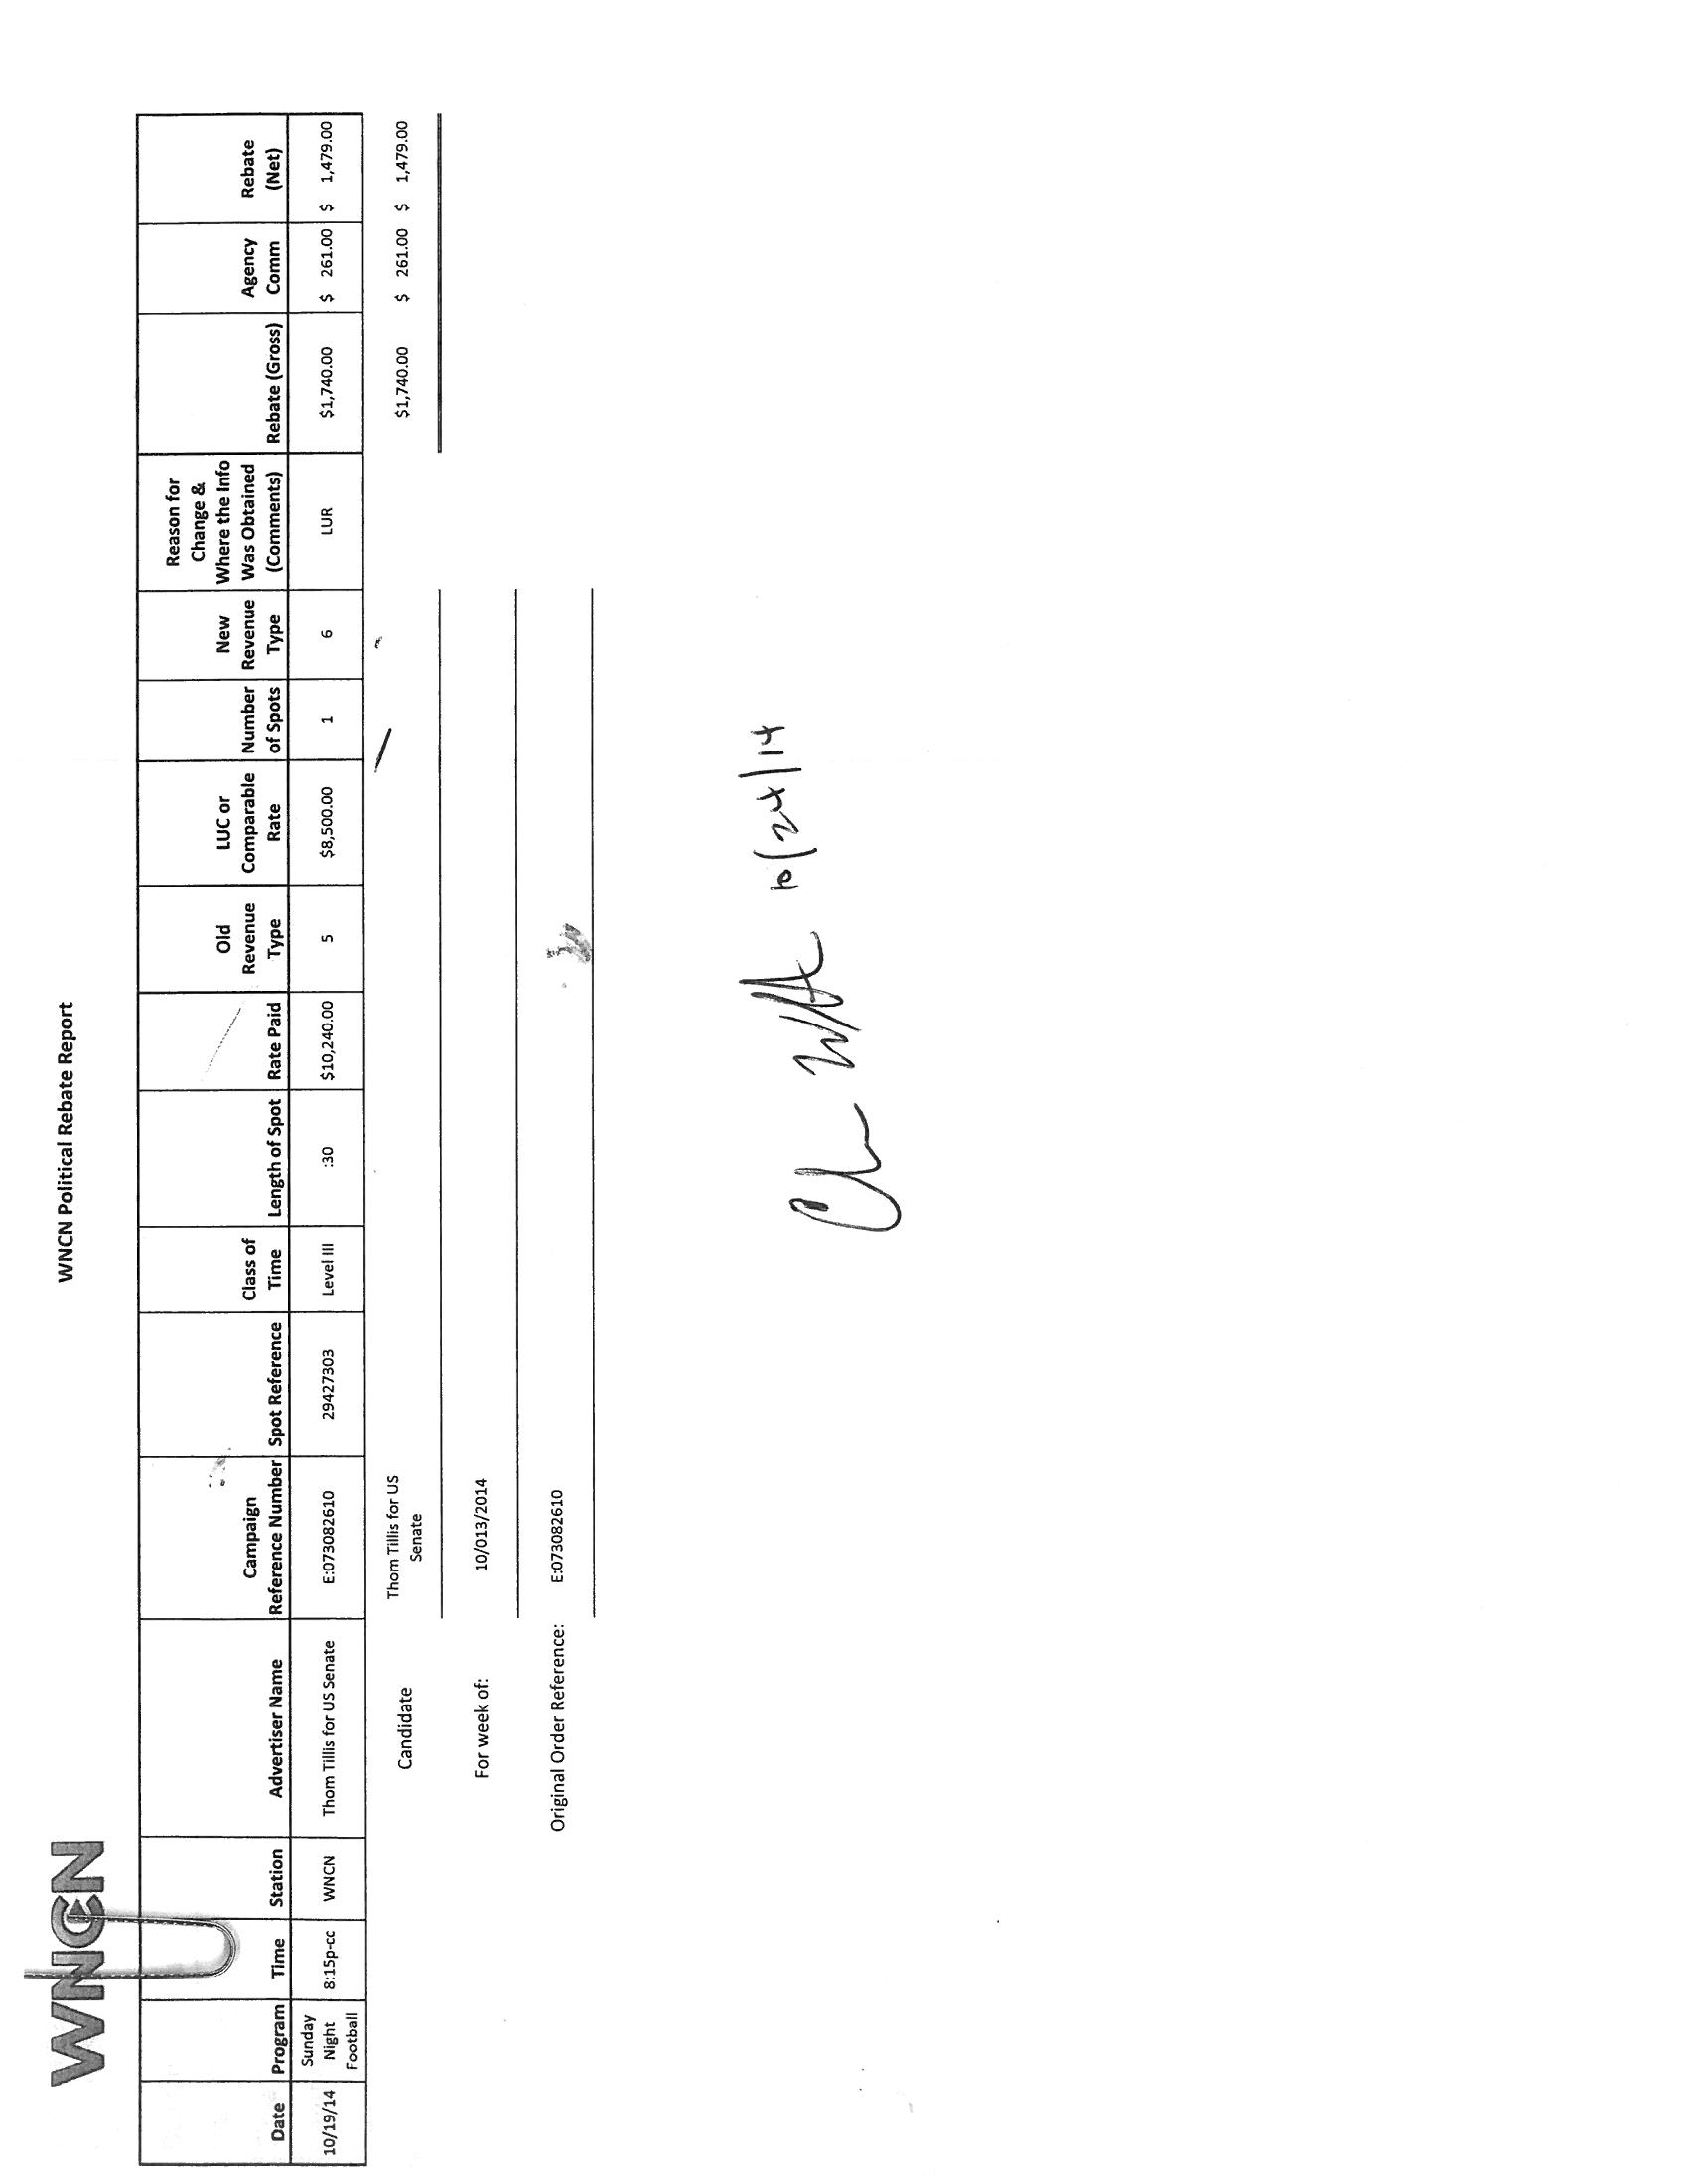 WNCN
WNCN Political Rebate Report
Date Program Time Station Advertiser Name Campaign Reference Number Spot Reference Class of Time Length of Spot Rate Paid Old Revenue Type LUC or Comparable Rate Number of Spots New Revenue Type Reason for Change & Where the Info Was Obtained (Comments) Rebate (Gross) Agency Comm Rebate (Net)
10/19/14 Sunday Night Football 8:15p-cc WNCN Thom Tillis for US Senate E:073082610 29427303 Level III :30 $10,240.00 5 $8,500.00 1 6 LUR $1,740.00 $ 261.00 $ 1,479.00
Candidate Thom Tillis for US Senate $1,740.00 $ 261.00 $ 1,479.00
For week of: 10/013/2014
Original Order Reference: E:073082610
10/24/14